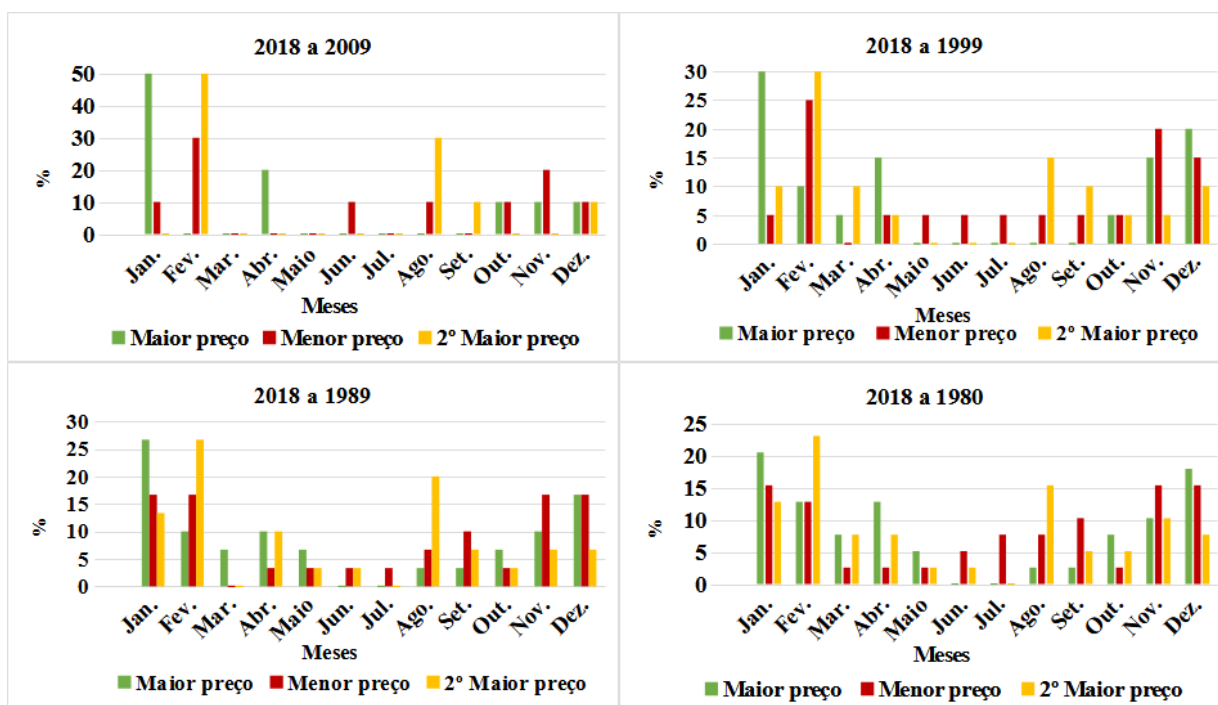 2018 a 2009
50
40
30
20
10
0
%
Jan. Fev. Mar. Abr. Maio Jun. Jul. Ago. Set. Out. Nov. Dez.
Meses
Maior preço Menor preço 2º Maior preço
2018 a 1999
30
25
20
15
10
5
0
%
Jan. Fev. Mar. Abr. Maio Jun. Jul. Ago. Set. Out. Nov. Dez.
Meses
Maior preço Menor preço 2º Maior preço
2018 a 1989
30
25
20
15
10
5
0
%
Jan. Fev. Mar. Abr. Maio Jun. Jul. Ago. Set. Out. Nov. Dez.
Meses
Maior preço Menor preço 2º Maior preço
2018 a 1980
25
20
15
10
5
0
%
Jan. Fev. Mar. Abr. Maio Jun. Jul. Ago. Set. Out. Nov. Dez.
Meses
Maior preço Menor preço 2º Maior preço